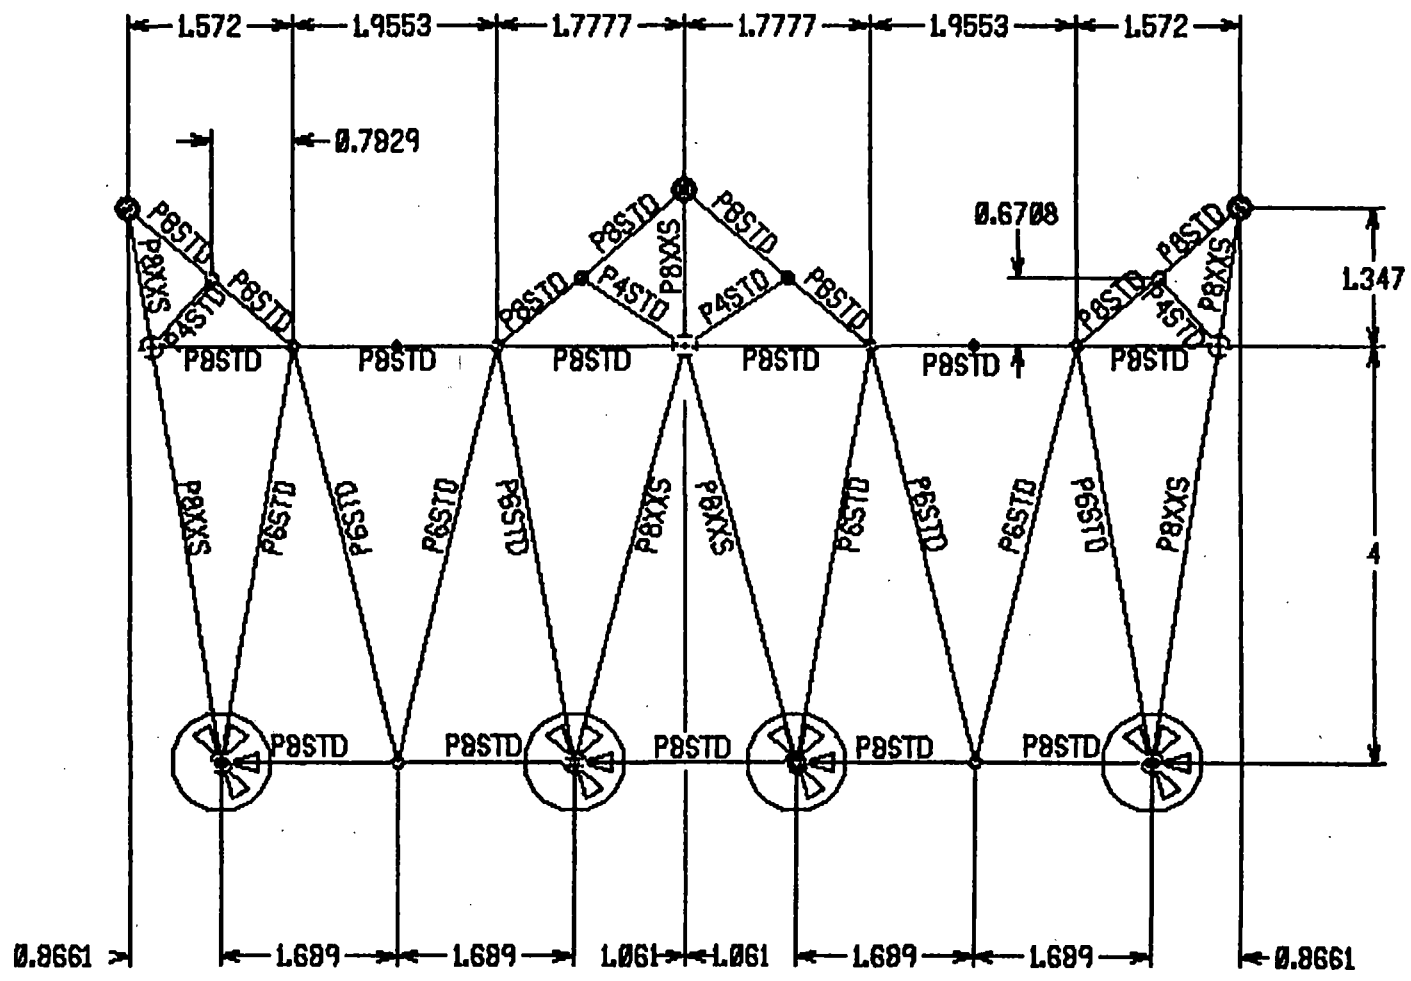 1.572 1.9553 1.7777 1.7777 1.9553 1.572
0.7829
0.6708
P8STD P8STD P8STD P8STD
P8XXS P8XXS P8XXS 1.347
P8STD P8STD P4STD P8STD P4STD P4STD P8STD P8STD P4STD
P8STD P8STD P8STD P8STD P8STD P8STD
P8XXS P6STD P6STD P6STD P6STD P8XXS P8XXS P6STD P6STD P6STD P6STD P8XXS 4
P8STD P8STD P8STD P8STD P8STD
0.8661 1.689 1.689 1.061 1.061 1.689 1.689 0.8661